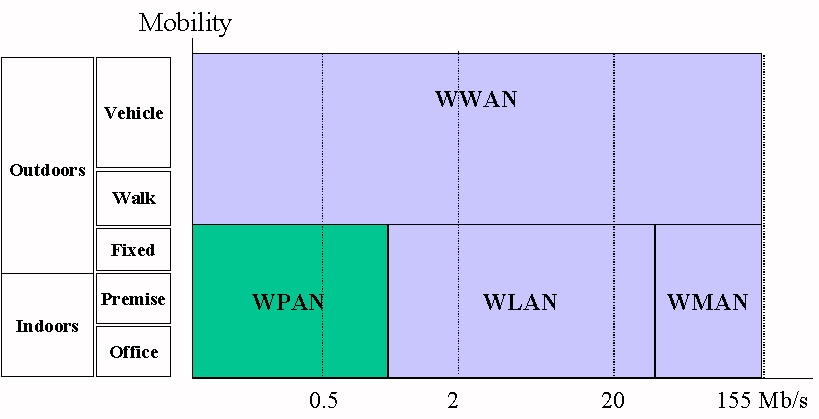 Mobility
WWAN
Vehicle
Outdoors
Walk
Fixed
WPAN
WLAN
WMAN
Premise
Indoors
Office
0.5
2
20
155 Mb/s